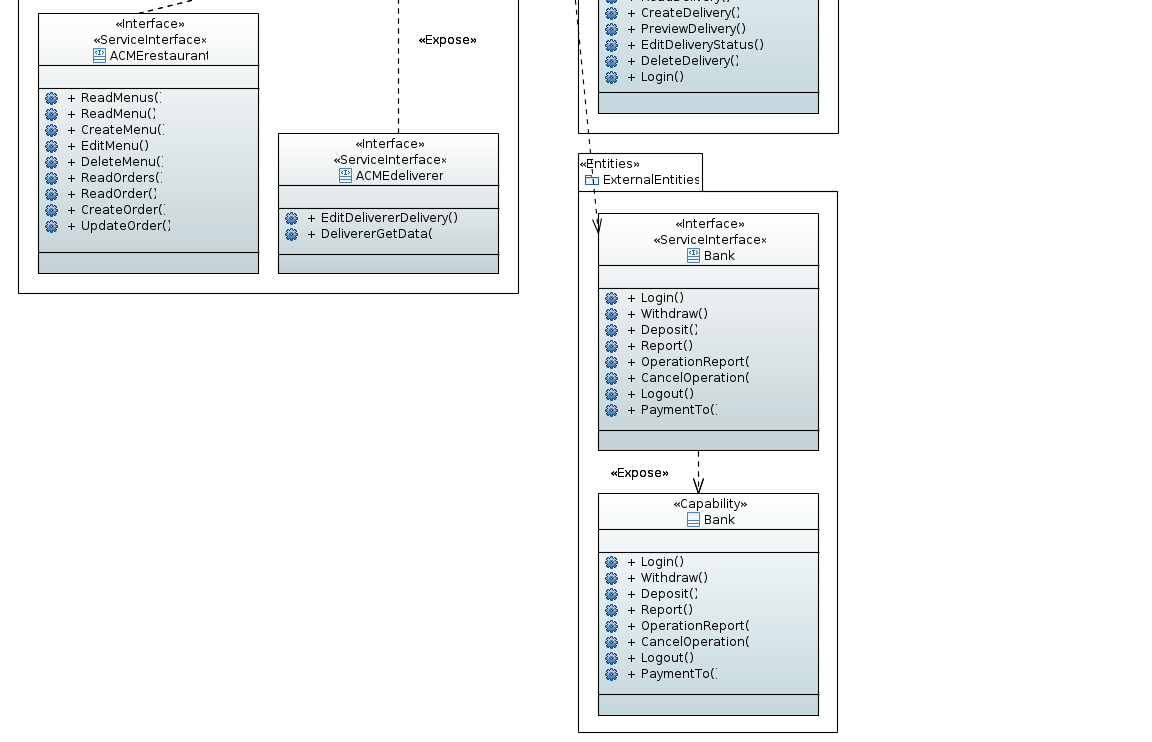 «Interface»
«ServiceInterface»
ACMErestaurant
+ ReadMenus()
+ ReadMenu()
+ CreateMenu()
+ EditMenu()
+ DeleteMenu()
+ ReadOrders()
+ ReadOrder()
+ CreateOrder()
+ UpdateOrder()
«Expose»
«Interface»
«ServiceInterface»
ACMEdeliverer
+ EditDelivererDelivery()
+ DelivererGetData(
+ CreateDelivery()
+ PreviewDelivery()
+ EditDeliveryStatus()
+ DeleteDelivery()
+ Login()
«Entities»
ExternalEntities
«Interface»
«ServiceInterface»
Bank
+ Login()
+ Withdraw()
+ Deposit()
+ Report()
+ OperationReport(
+ CancelOperation(
+ Logout()
+ PaymentTo()
«Expose»
«Capability»
Bank
+ Login()
+ Withdraw()
+ Deposit()
+ Report()
+ OperationReport(
+ CancelOperation(
+ Logout()
+ PaymentTo()